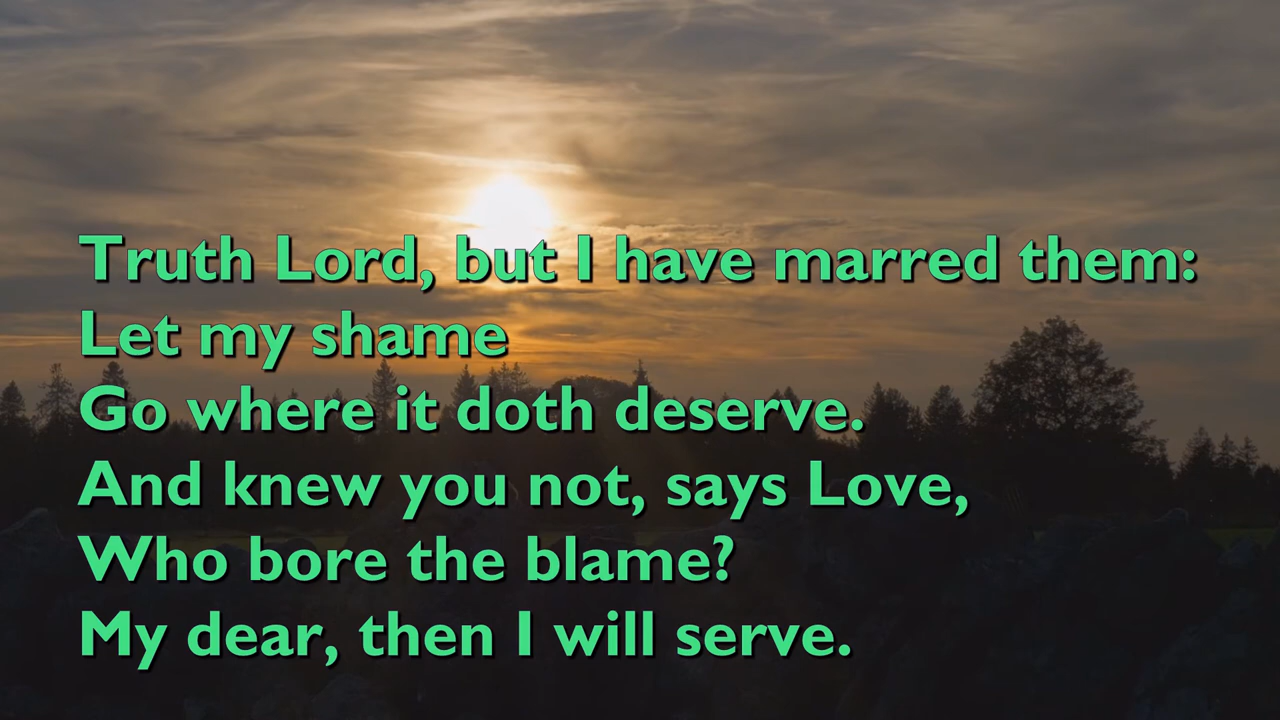 Truth Lord, but I have marred them:
Let my shame
Go where it doth deserve.
And knew you not, says Love,
Who bore the blame?
My dear, then I will serve.